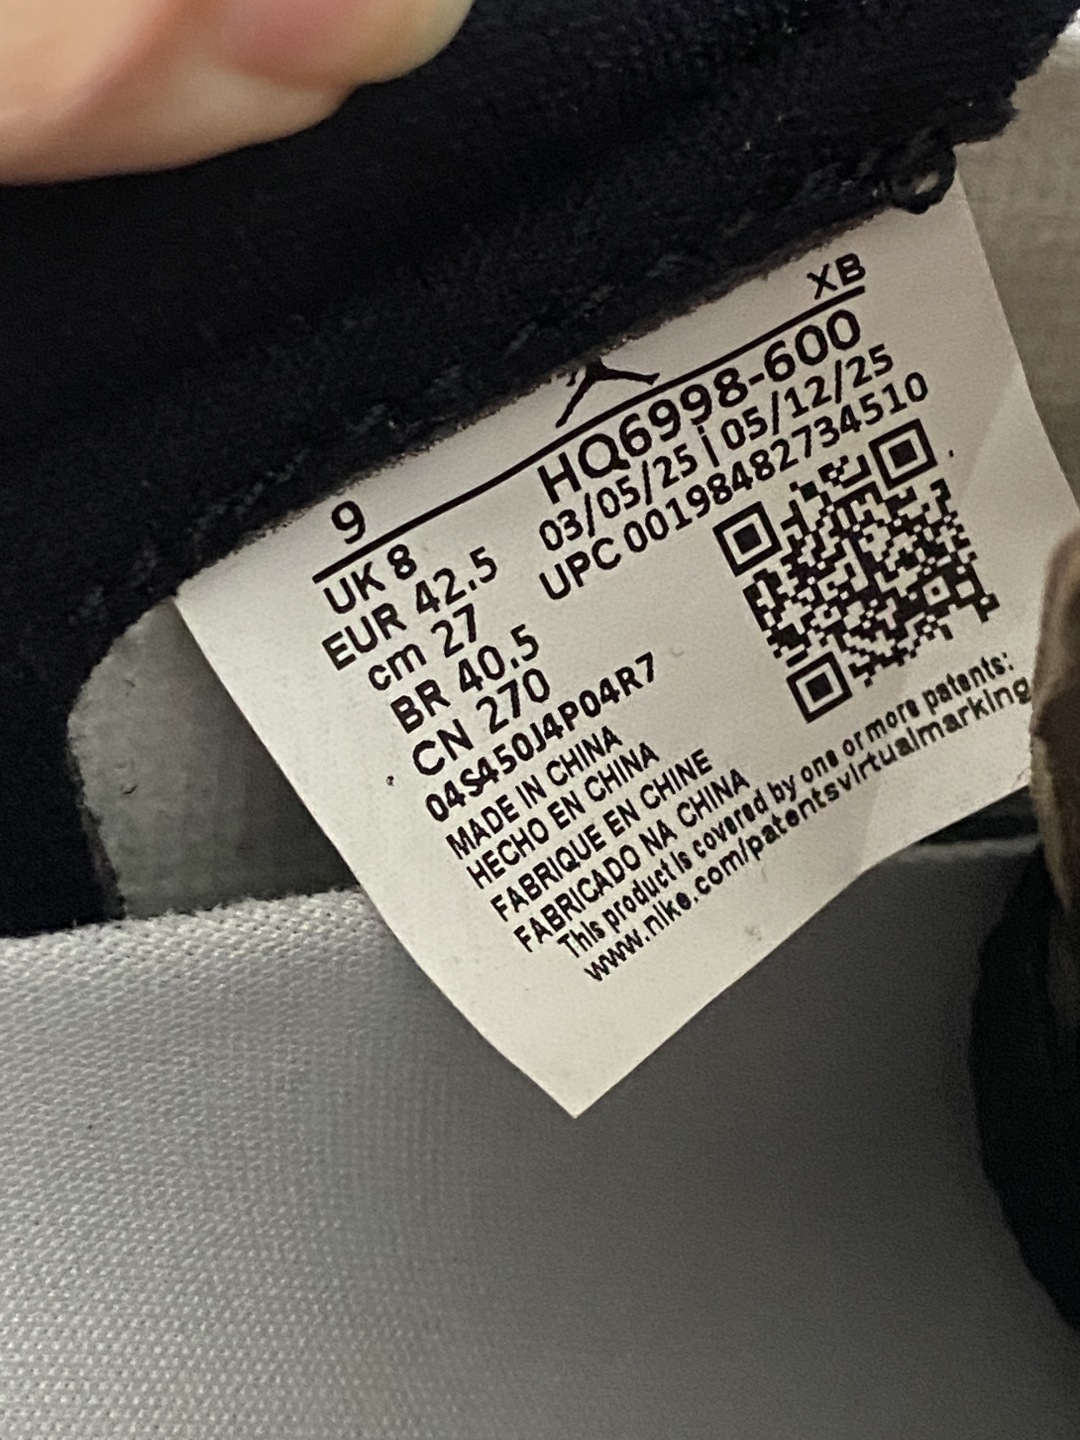 XB
9
HQ6998-600
03/05/25 | 05/12/25
UPC 00198482734510
UK 8
EUR 42.5
cm 27
BR 40.5
CN 270
04S450J4P04R7
MADE IN CHINA
HECHO EN CHINA
FABRIQUE EN CHINE
FABRICADO NA CHINA
This product is covered by one or more patents:
www.nike.com/patentsvirtualmarking